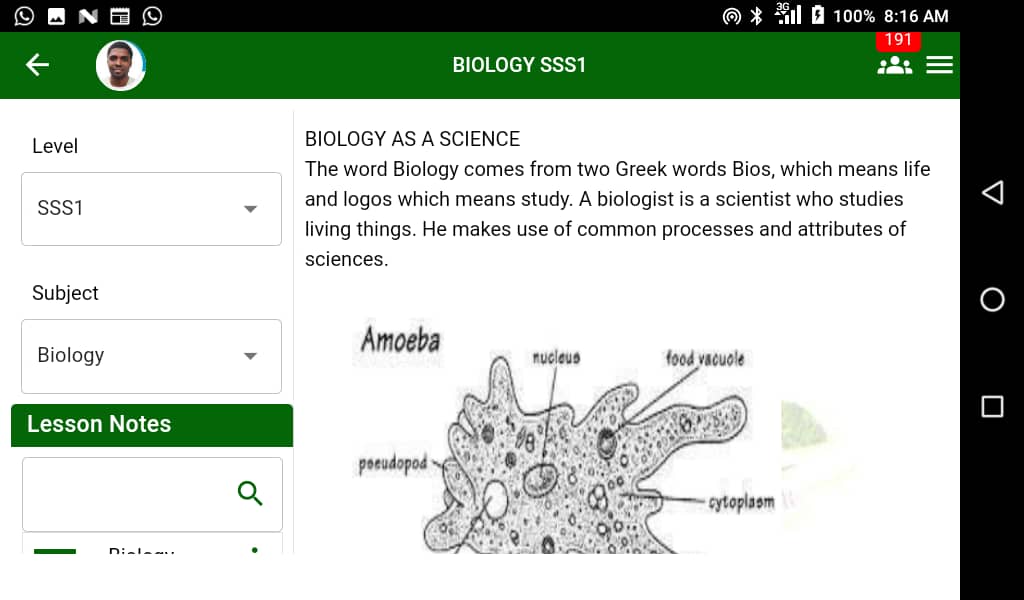 3G
100% 8:16 AM
191
BIOLOGY SSS1
Level
SSS1
Subject
Biology
Lesson Notes
Biology
BIOLOGY AS A SCIENCE
The word Biology comes from two Greek words Bios, which means life
and logos which means study. A biologist is a scientist who studies
living things. He makes use of common processes and attributes of
sciences.
Amoeba
nucleus
food vacuole
pseudopod
cytoplasm